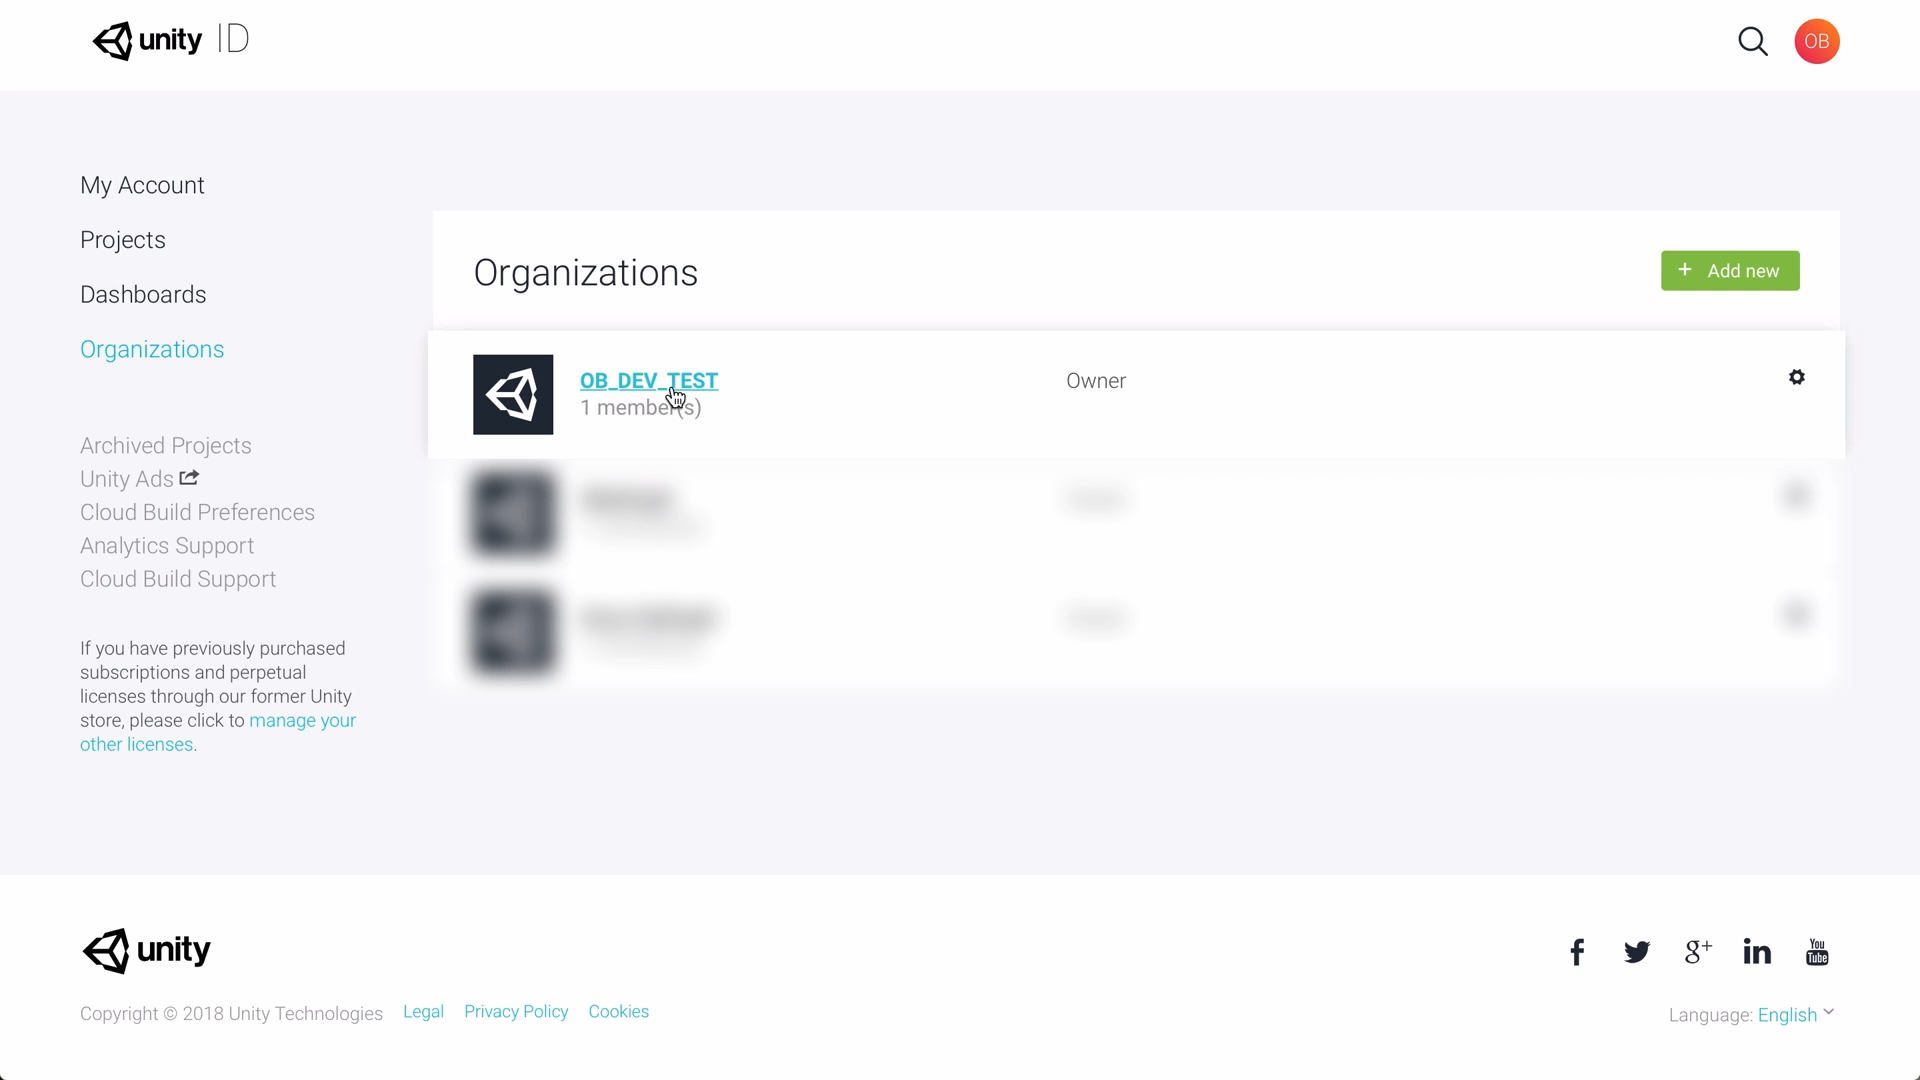 unity ID
OB
My Account
Projects
Dashboards
Organizations
Archived Projects
Unity Ads
Cloud Build Preferences
Analytics Support
Cloud Build Support
If you have previously purchased
subscriptions and perpetual
licenses through our former Unity
store, please click to manage your
other licenses.
Organizations
+ Add new
OB_DEV_TEST
1 member(s)
Owner
unity
Copyright © 2018 Unity Technologies Legal Privacy Policy Cookies
f g+ in You Tube
Language: English